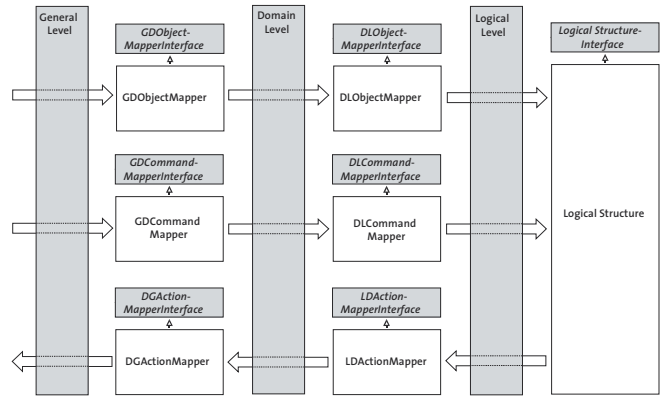 General
Level
GDObject-
MapperInterface
Domain
Level
DLObject-
MapperInterface
Logical
Level
Logical Structure-
Interface
GDObjectMapper
DLObjectMapper
GDCommand-
MapperInterface
DLCommand-
MapperInterface
GDCommand
Mapper
DLCommand
Mapper
Logical Structure
DGAction-
MapperInterface
LDAction-
MapperInterface
DGActionMapper
LDActionMapper